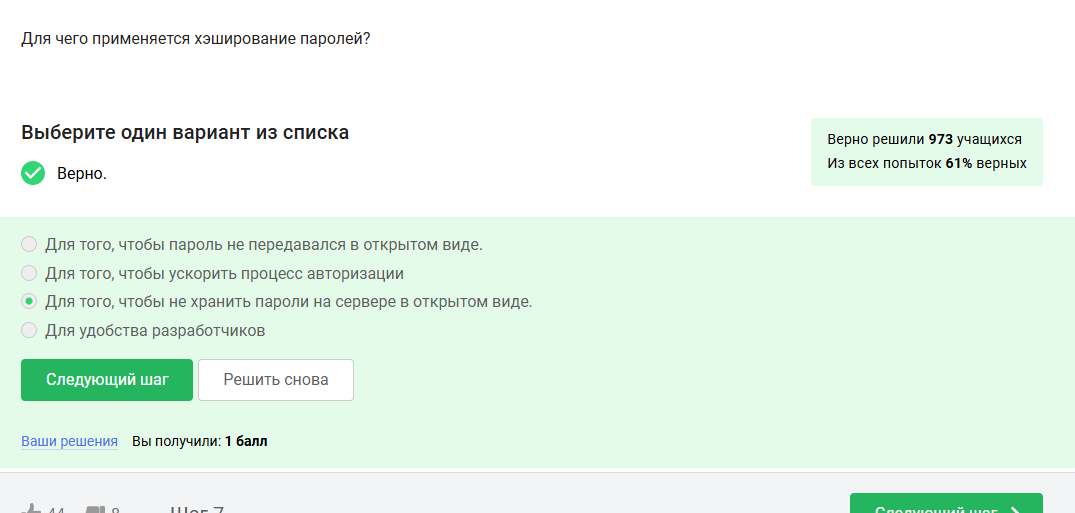 Для чего применяется хэширование паролей?
Выберите один вариант из списка
Верно.
Верно решили 973 учащихся
Из всех попыток 61% верных
Для того, чтобы пароль не передавался в открытом виде.
Для того, чтобы ускорить процесс авторизации
Для того, чтобы не хранить пароли на сервере в открытом виде.
Для удобства разработчиков
Следующий шаг
Решить снова
Ваши решения Вы получили: 1 балл
44 8 Шаг 7
Следующий шаг